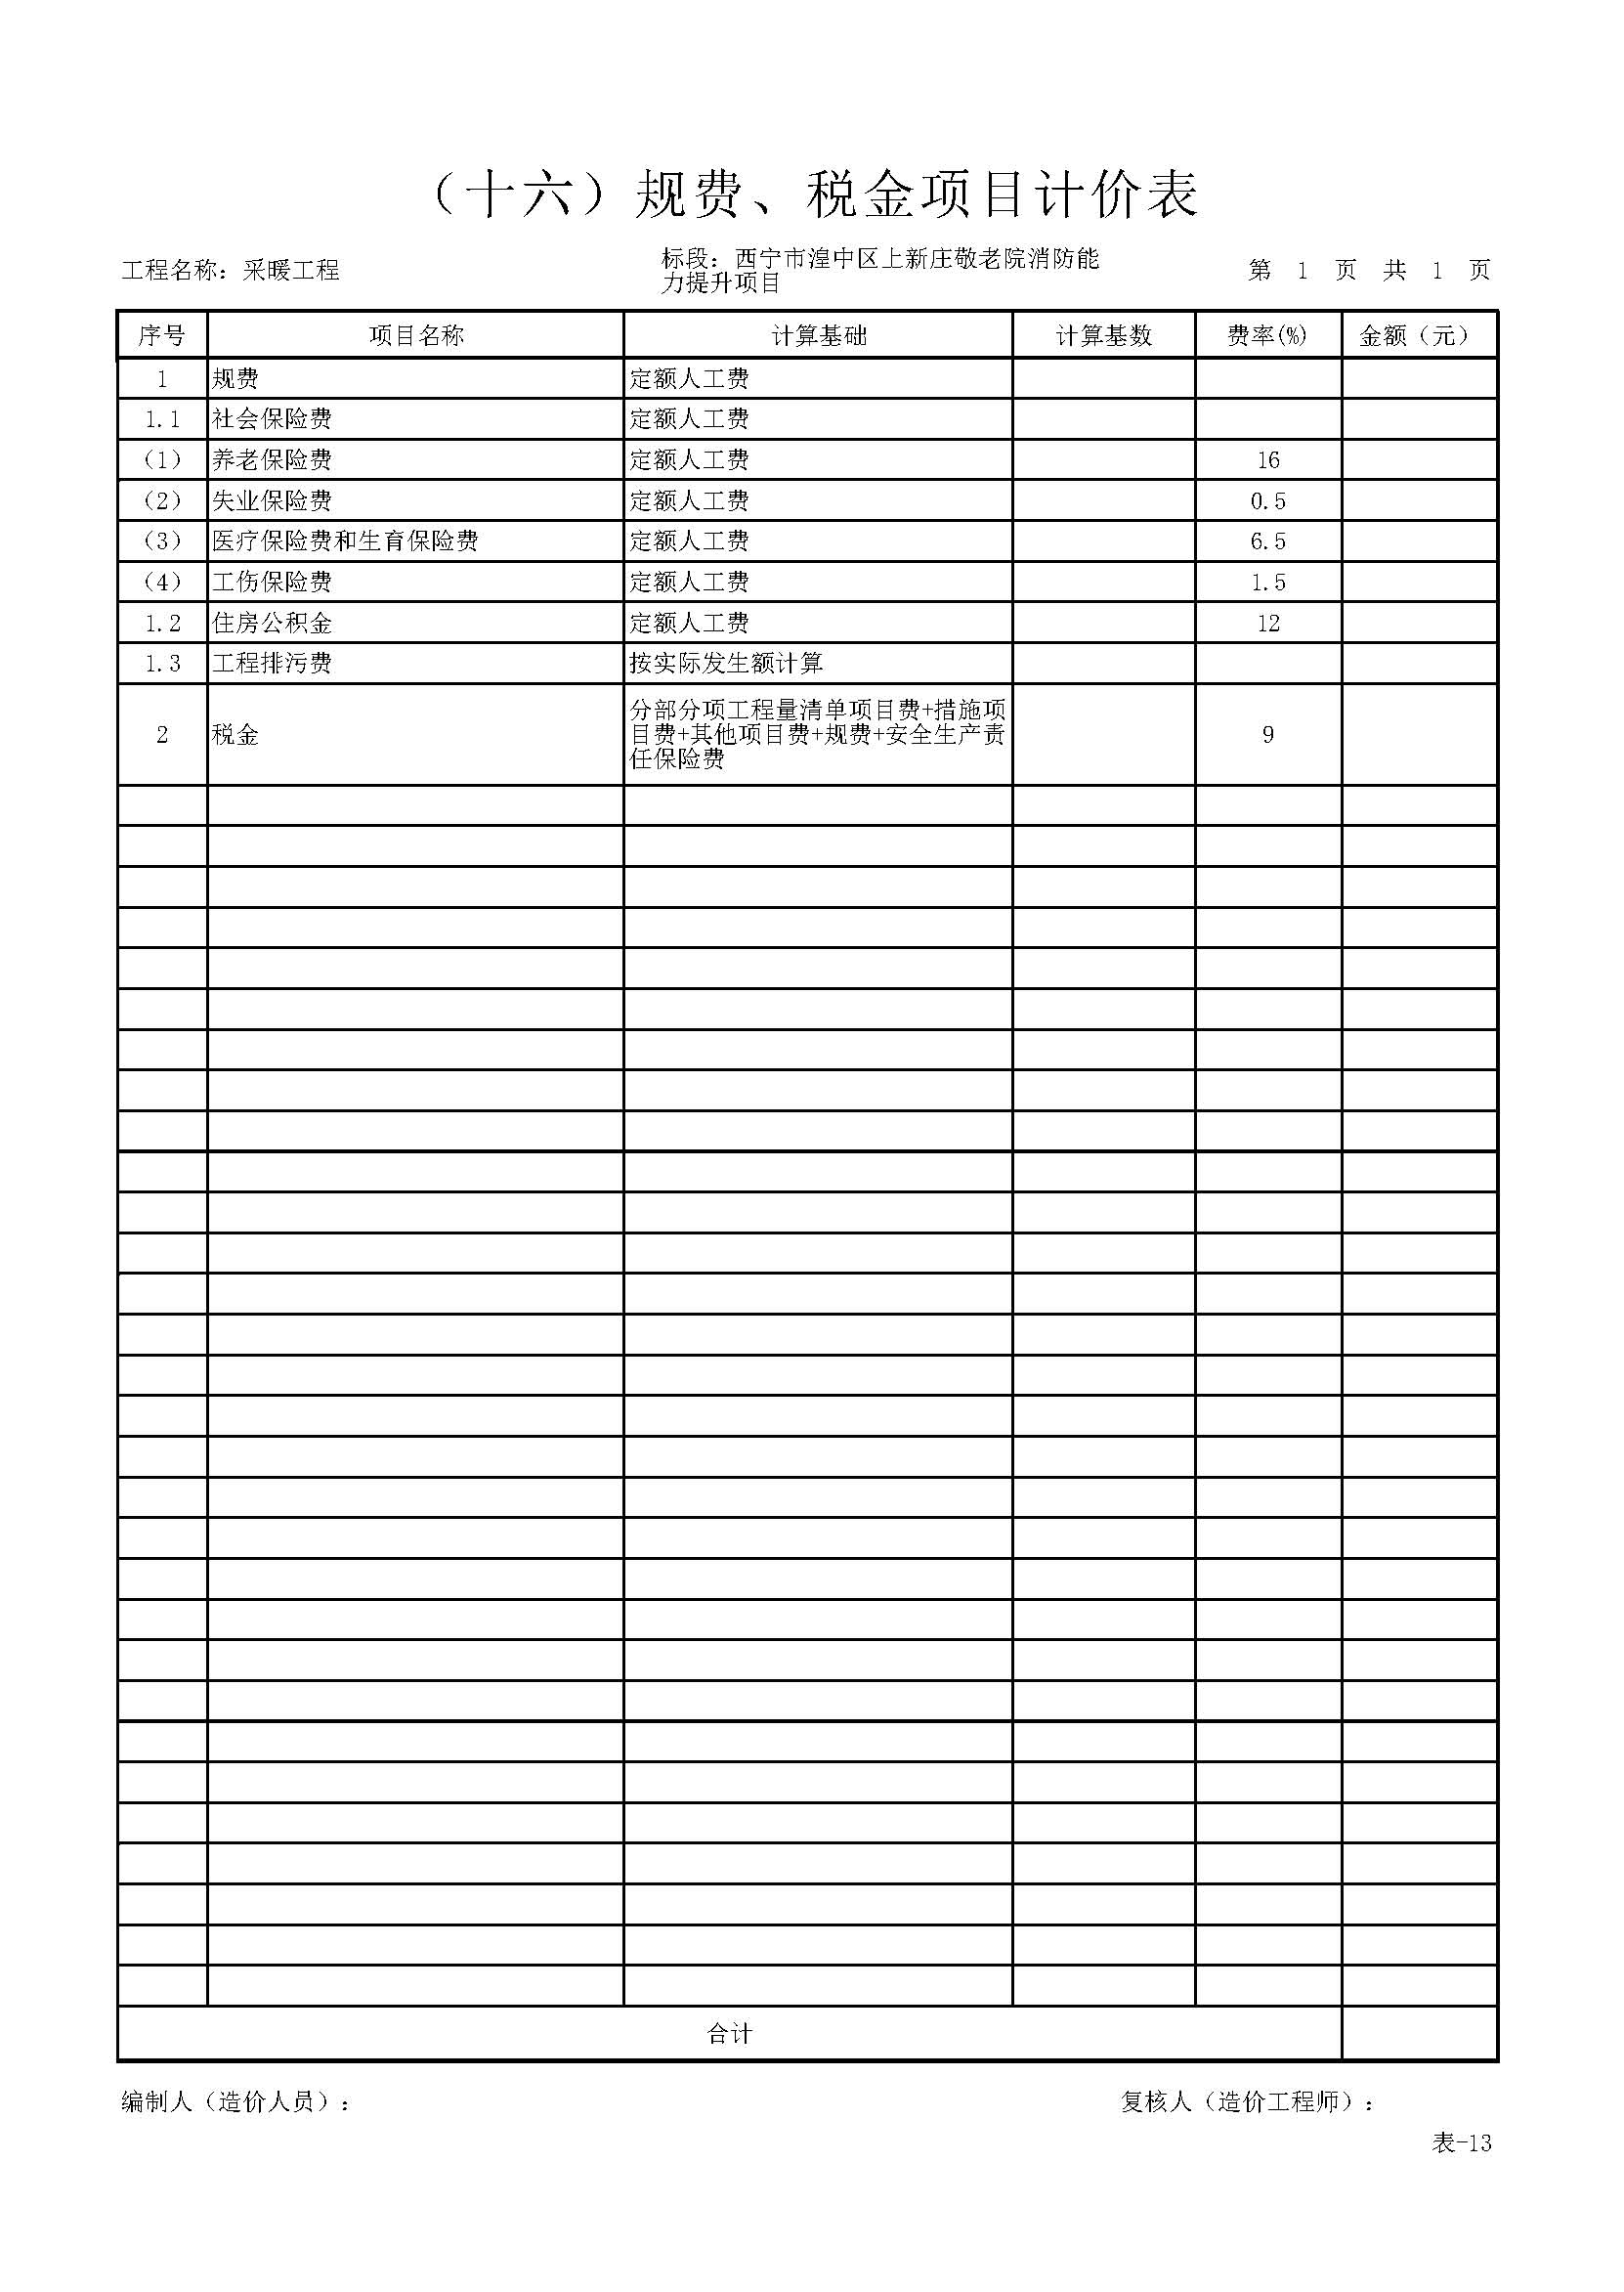 （十六）规费、税金项目计价表
工程名称：采暖工程
标段：西宁市湟中区上新庄敬老院消防能
力提升项目
第 1 页 共 1 页
序号 项目名称 计算基础 计算基数 费率(%) 金额（元）
1 规费 定额人工费
1.1 社会保险费 定额人工费
（1） 养老保险费 定额人工费 16
（2） 失业保险费 定额人工费 0.5
（3） 医疗保险费和生育保险费 定额人工费 6.5
（4） 工伤保险费 定额人工费 1.5
1.2 住房公积金 定额人工费 12
1.3 工程排污费 按实际发生额计算
2 税金 分部分项工程量清单项目费+措施项
目费+其他项目费+规费+安全生产责
任保险费 9
合计
编制人（造价人员）： 复核人（造价工程师）：
表-13